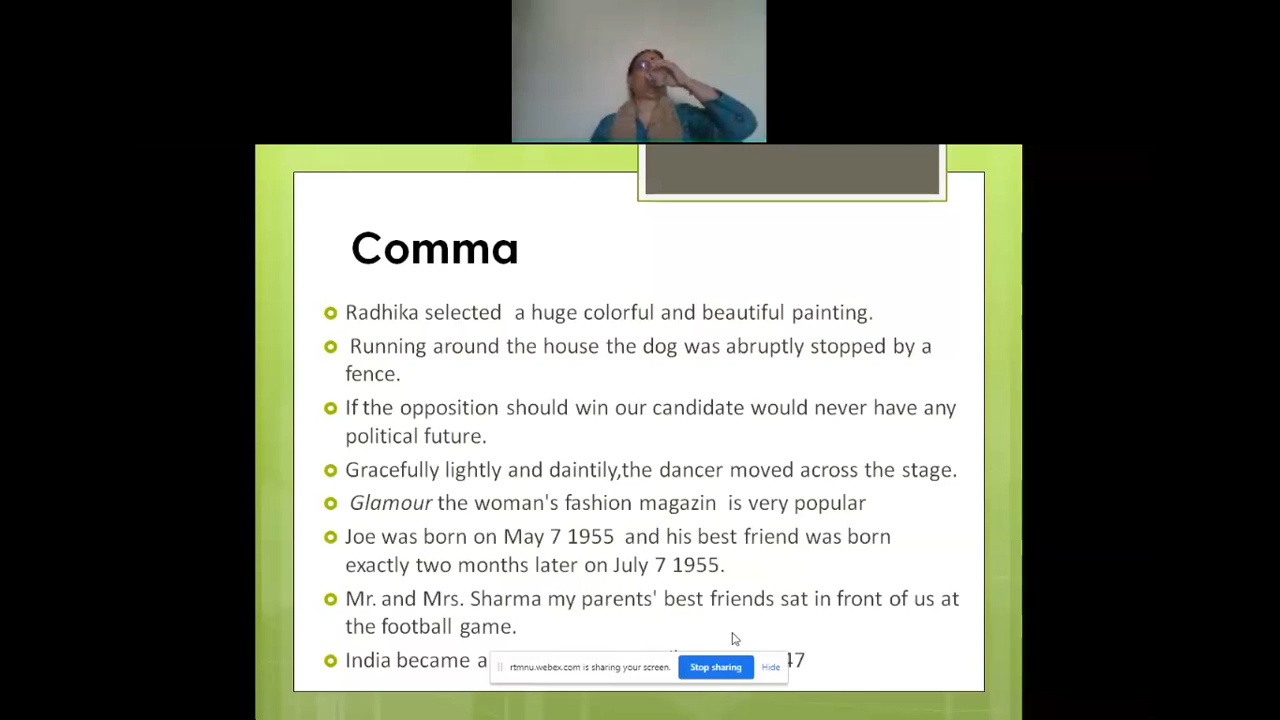 Comma
Radhika selected a huge colorful and beautiful painting.
Running around the house the dog was abruptly stopped by a
fence.
If the opposition should win our candidate would never have any
political future.
Gracefully lightly and daintily,the dancer moved across the stage.
Glamour the woman's fashion magazin is very popular
Joe was born on May 7 1955 and his best friend was born
exactly two months later on July 7 1955.
Mr. and Mrs. Sharma my parents' best friends sat in front of us at
the football game.
India became a 47
rtmnu.webex.com is sharing your screen. Stop sharing Hide